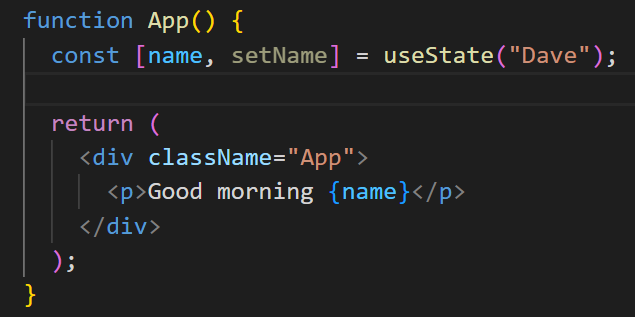 function App() {
const [name, setName] = useState("Dave");
return (
<div className="App">
<p>Good morning {name}</p>
</div>
);
}